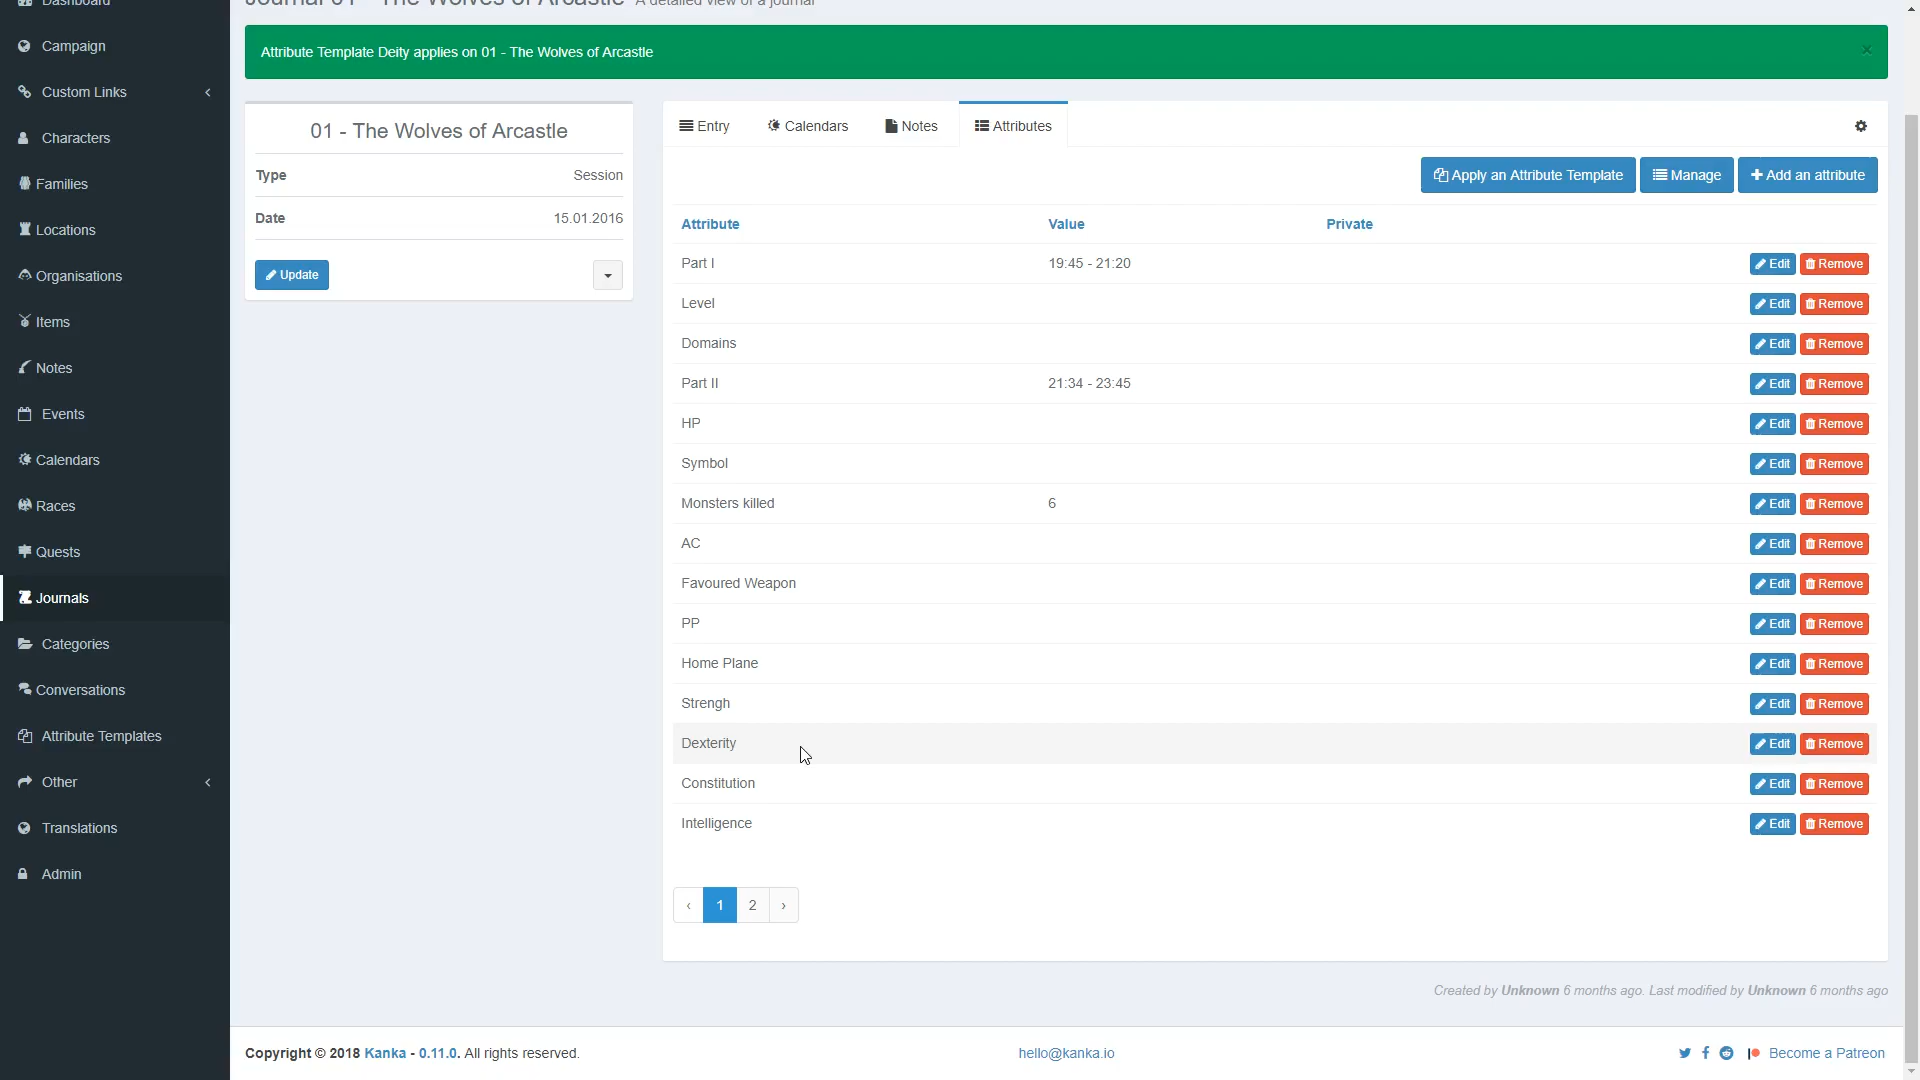 Dashboard
Campaign
Custom Links
Characters
Families
Locations
Organisations
Items
Notes
Events
Calendars
Races
Quests
Journals
Categories
Conversations
Attribute Templates
Other
Translations
Admin
Journal 01 - The Wolves of Arcastle A detailed view of a journal
Attribute Template Deity applies on 01 - The Wolves of Arcastle ×
01 - The Wolves of Arcastle
Type Session
Date 15.01.2016
Update
Entry Calendars Notes Attributes
Apply an Attribute Template Manage Add an attribute
Attribute Value Private
Part I 19:45 - 21:20 Edit Remove
Level Edit Remove
Domains Edit Remove
Part II 21:34 - 23:45 Edit Remove
HP Edit Remove
Symbol Edit Remove
Monsters killed 6 Edit Remove
AC Edit Remove
Favoured Weapon Edit Remove
PP Edit Remove
Home Plane Edit Remove
Strengh Edit Remove
Dexterity Edit Remove
Constitution Edit Remove
Intelligence Edit Remove
‹ 1 2 ›
Created by Unknown 6 months ago. Last modified by Unknown 6 months ago
Copyright © 2018 Kanka - 0.11.0. All rights reserved. hello@kanka.io Become a Patreon